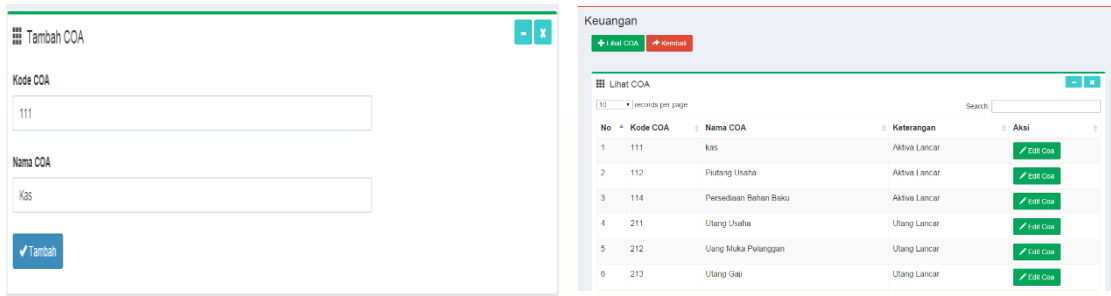 Tambah COA
- x
Kode COA
111
Nama COA
Kas
Tambah
Keuangan
Lihat COA Kembali
Lihat COA
- x
10 records per page Search:
No Kode COA Nama COA Keterangan Aksi
1 111 kas Aktiva Lancar Edit Coa
2 112 Piutang Usaha Aktiva Lancar Edit Coa
3 114 Persediaan Bahan Baku Aktiva Lancar Edit Coa
4 211 Utang Usaha Utang Lancar Edit Coa
5 212 Uang Muka Pelanggan Utang Lancar Edit Coa
6 213 Utang Gaji Utang Lancar Edit Coa